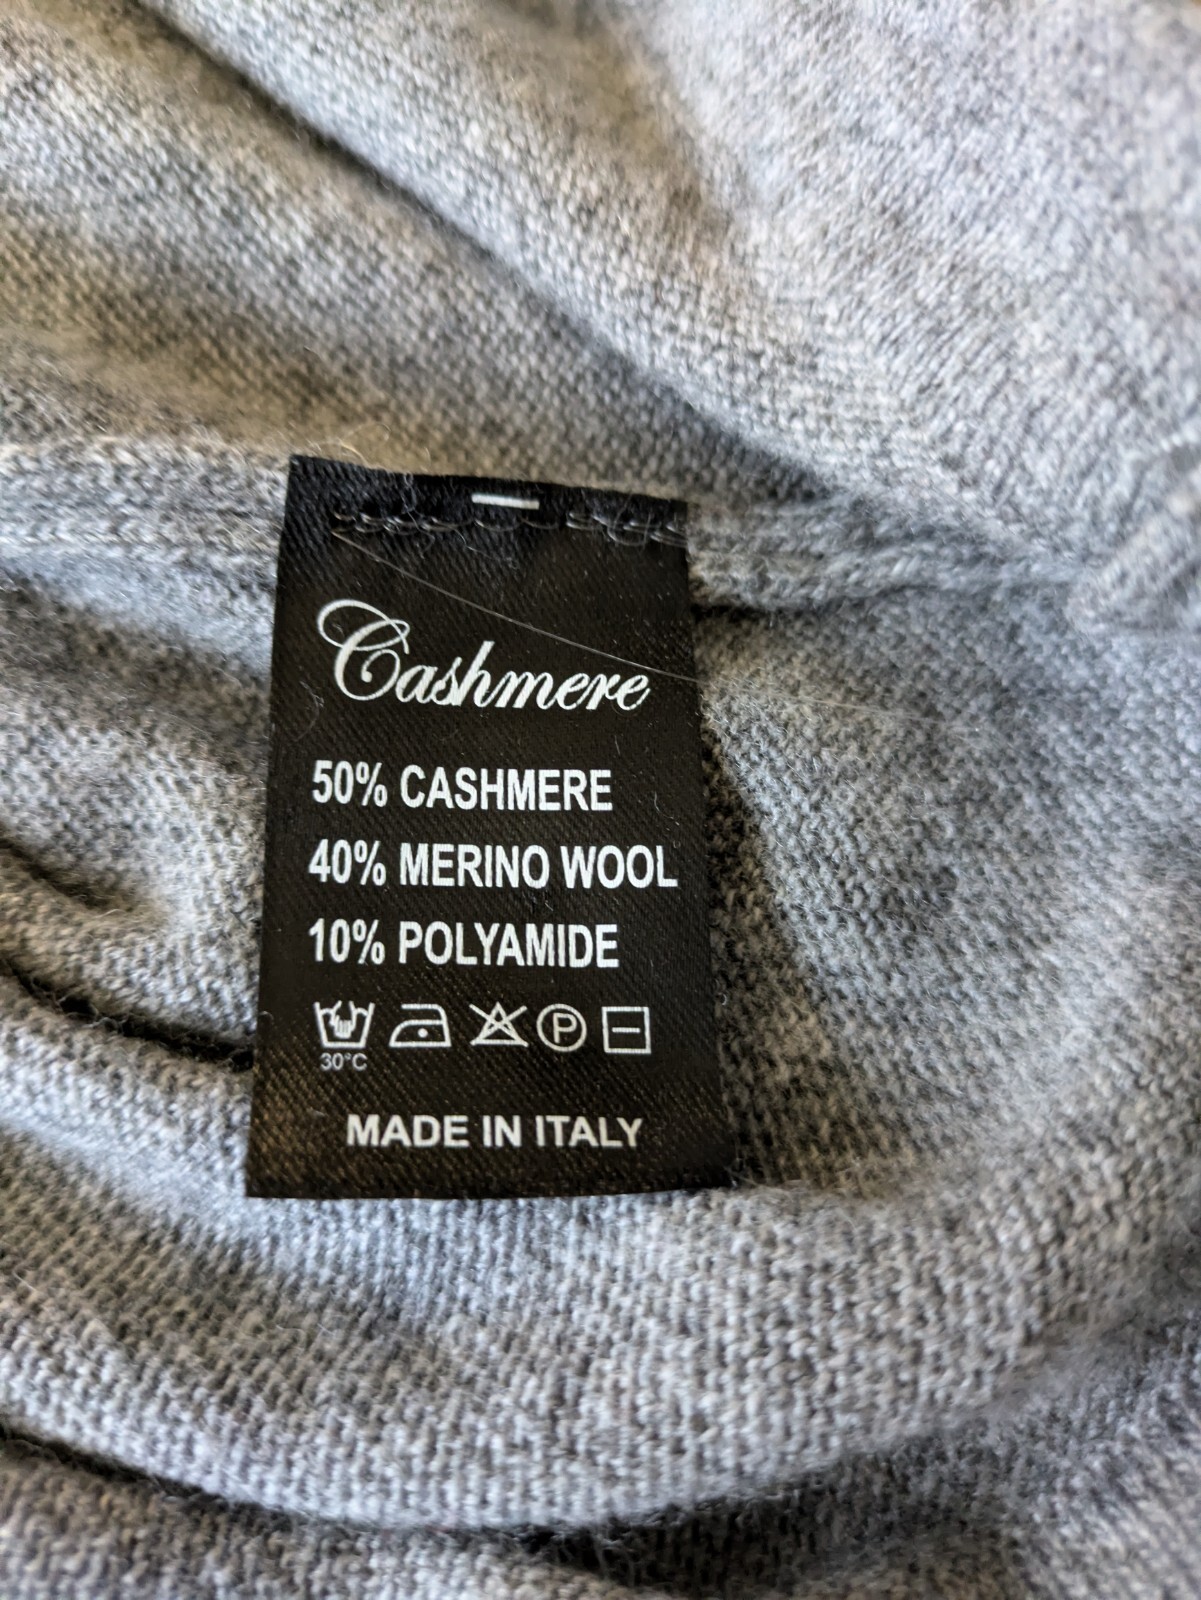 Cashmere
50% CASHMERE
40% MERINO WOOL
10% POLYAMIDE
P
30°C
MADE IN ITALY